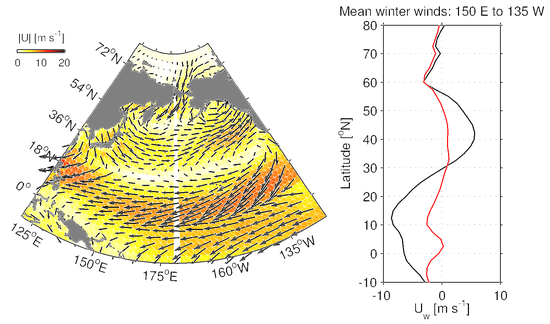 Mean winter winds: 150 E to 135 W
|U| [m s⁻¹]
0 10 20
72°N
54°N
36°N
18°N
0°
125°E
150°E
175°E
160°W
135°W
80
70
60
50
40
30
20
10
0
-10
Latitude [°N]
-10 0 10
U_w [m s⁻¹]